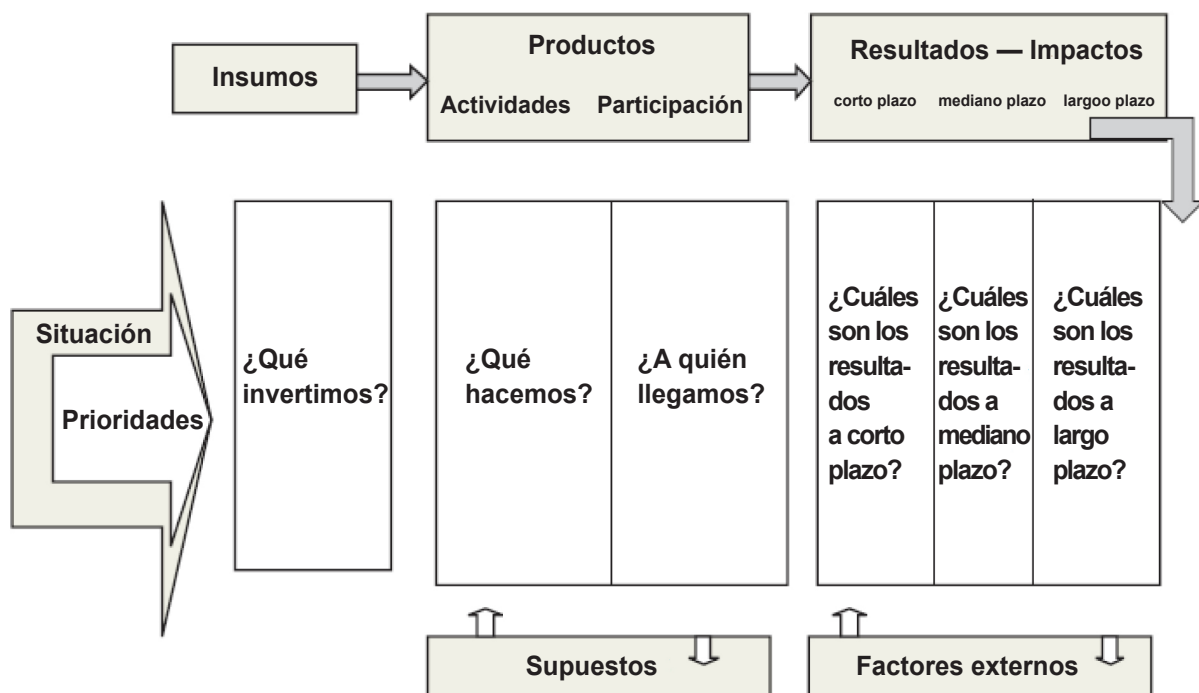 Insumos
Productos
Actividades Participación
Resultados — Impactos
corto plazo mediano plazo largoo plazo
Situación
Prioridades
¿Qué
invertimos?
¿Qué
hacemos?
¿A quién
llegamos?
¿Cuáles
son los
resulta-
dos
a corto
plazo?
¿Cuáles
son los
resulta-
dos a
mediano
plazo?
¿Cuáles
son los
resulta-
dos a
largo
plazo?
Supuestos
Factores externos